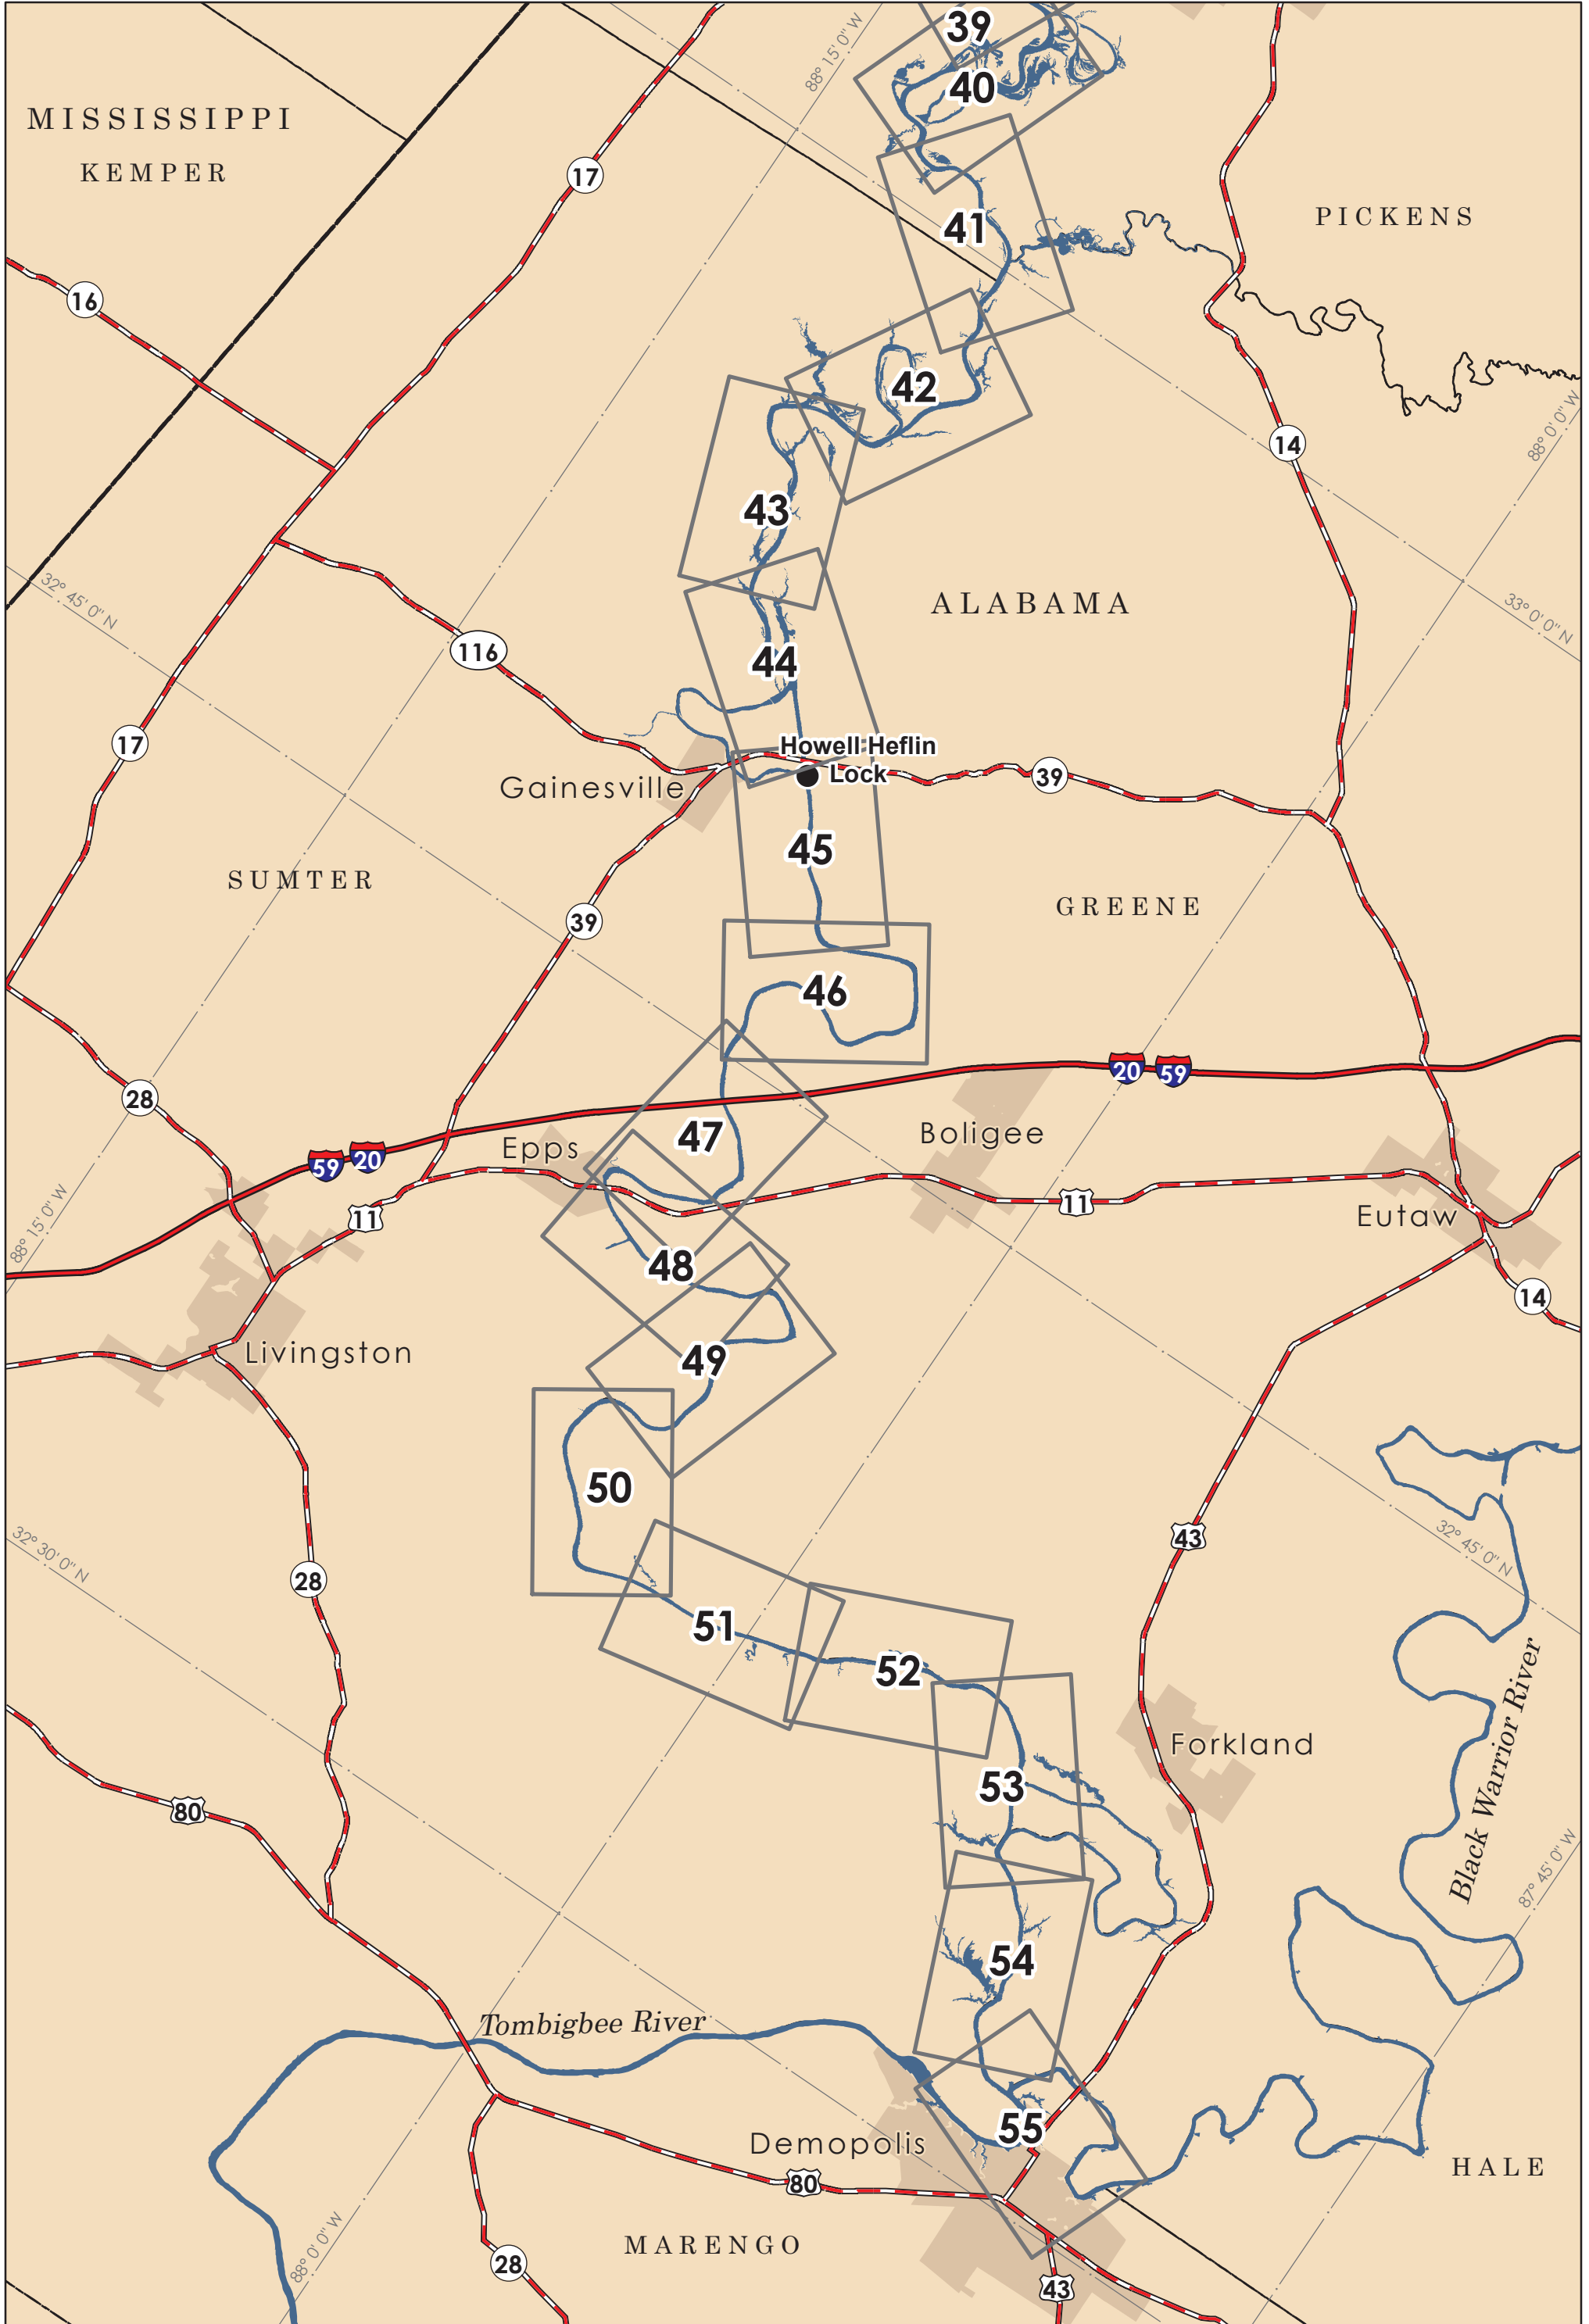 39
88° 15' 0" W
40
MISSISSIPPI
KEMPER
17
PICKENS
41
16
42
14
88° 0' 0" W
43
32° 45' 0" N
ALABAMA
33° 0' 0" N
116
44
17
Howell Heflin
Lock
Gainesville
39
45
SUMTER
GREENE
39
46
20
59
28
Epps
47
Boligee
59
20
11
11
Eutaw
88° 15' 0" W
48
14
Livingston
49
50
43
32° 45' 0" N
32° 30' 0" N
28
51
52
Forkland
53
80
Black Warrior River
87° 45' 0" W
54
Tombigbee River
55
Demopolis
HALE
80
MARENGO
88° 0' 0" W
28
43